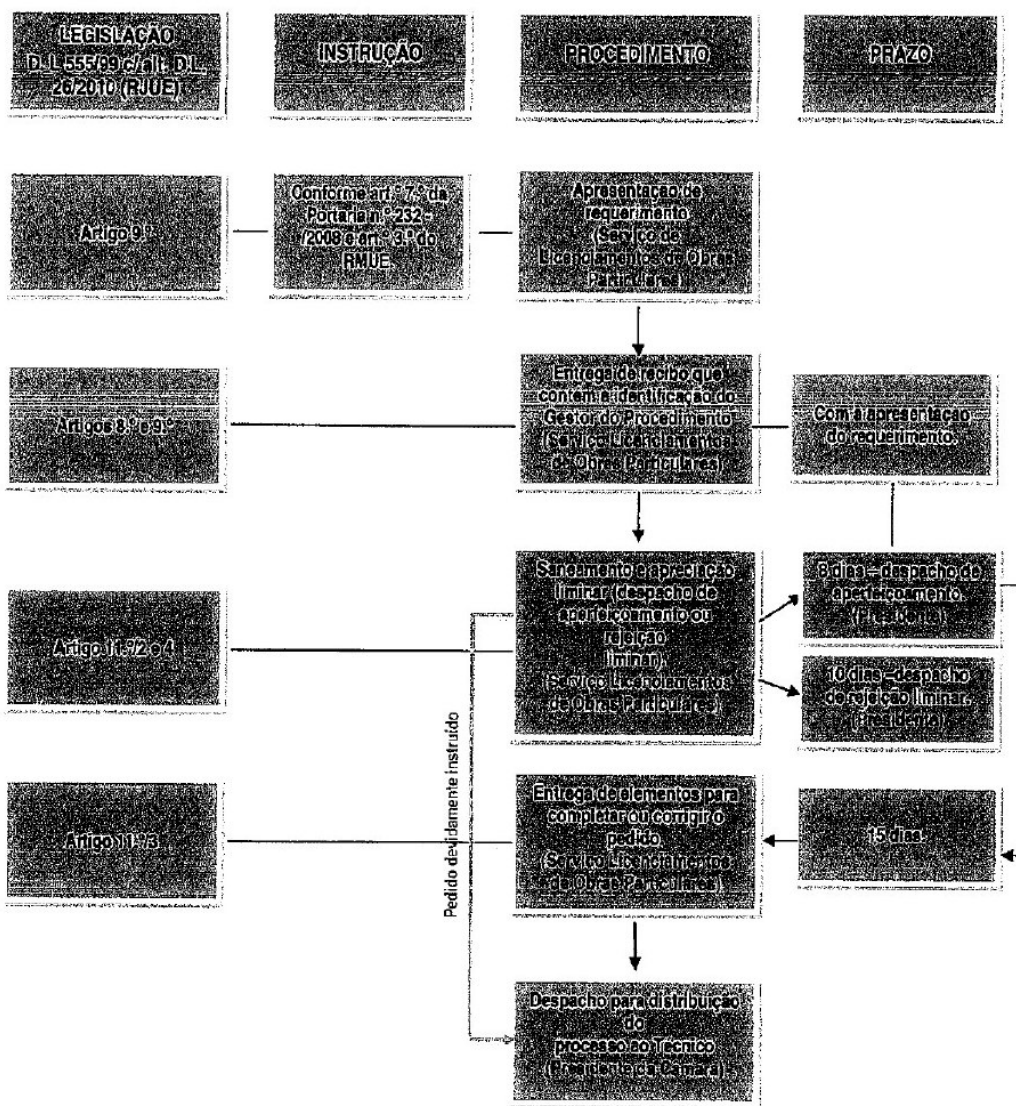 LEGISLAÇÃO
D. L 555/99 c/ alt. D.L.
26/2010 (RJUE)
INSTRUÇÃO
PROCEDIMENTO
PRAZO
Artigo 9.º
Conforme art.º 7.º da
Portaria n.º 232 -
/2008 e art.º 3.º do
RMUE.
Apresentação de
requerimento
(Serviço de
Licenciamentos de Obras
Particulares)
Artigos 8.º e 9.º
Entrega de recibo que
contem a identificação do
Gestor do Procedimento
(Serviço Licenciamentos
de Obras Particulares)
Com a apresentação
do requerimento.
Artigo 11.º/2 e 4
Saneamento e apreciação
liminar (despacho de
aperfeiçoamento ou
rejeição
liminar).
(Serviço Licenciamentos
de Obras Particulares)
8 dias – despacho de
aperfeiçoamento.
(Presidente)
10 dias –despacho
de rejeição liminar.
(Presidente)
Pedido devidamente instruído
Artigo 11.º/3
Entrega de elementos para
completar ou corrigir o
pedido.
(Serviço Licenciamentos
de Obras Particulares)
15 dias.
Despacho para distribuição
do
processo ao Técnico
(Presidente da Câmara).